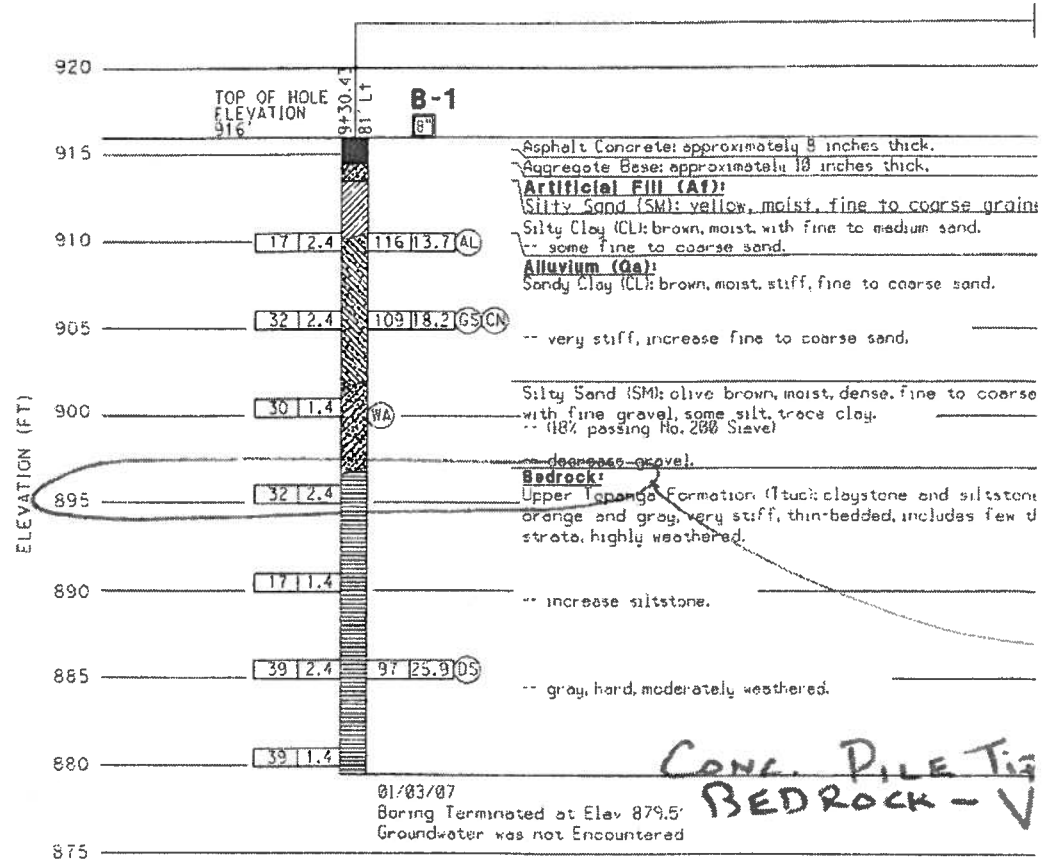 920
TOP OF HOLE
ELEVATION
916'
9+30.43
81' Lt
B-1
8"
915
Asphalt Concrete: approximately 8 inches thick.
Aggregate Base: approximately 10 inches thick.
Artificial Fill (Af):
Silty Sand (SM): yellow, moist, fine to coarse
Silty Clay (CL): brown, moist, with fine to medium sand.
910
17 2.4 116 13.7 AL
-- some fine to coarse sand.
Alluvium (Qa):
Sandy Clay (CL): brown, moist, stiff, fine to coarse sand.
905
32 2.4 109 18.2 GS CN
-- very stiff, increase fine to coarse sand.
Silty Sand (SM): olive brown, moist, dense, fine to coarse
900
30 1.4 WA
with fine gravel, some silt, trace clay.
-- (18% passing No. 200 Sieve)
-- decrease gravel.
Bedrock:
895
32 2.4
Upper Topanga Formation (Ttuc): claystone and
orange and gray, very stiff, thin-bedded, includes few
strata, highly weathered.
890
17 1.4
-- increase siltstone.
885
39 2.4 97 25.9 DS
-- gray, hard, moderately weathered.
880
39 1.4
CONC. PILE
BEDROCK -
01/03/07
Boring Terminated at Elev 879.5'
Groundwater was not Encountered
875
ELEVATION (FT)